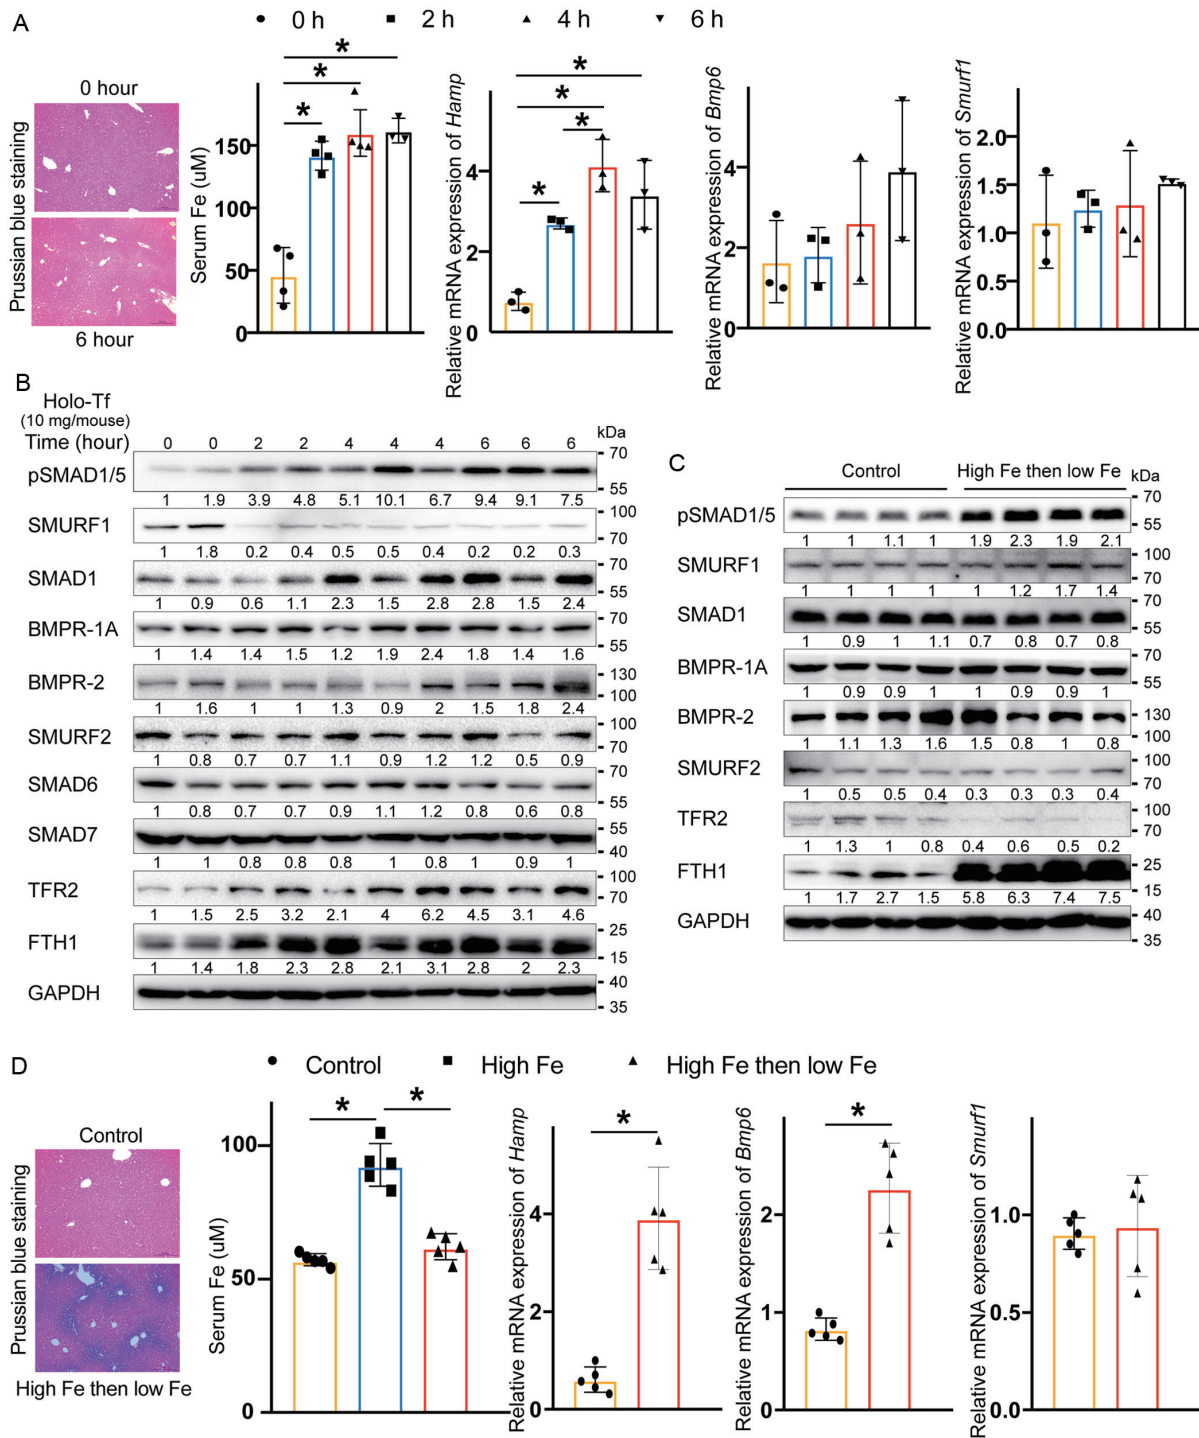 A
● 0 h ■ 2 h ▲ 4 h ▼ 6 h
0 hour
Prussian blue staining
6 hour
Serum Fe (uM)
150
100
50
0
* * *
Relative mRNA expression of Hamp
4
2
0
* * * *
Relative mRNA expression of Bmp6
4
2
0
Relative mRNA expression of Smurf1
2.0
1.5
1.0
0.5
0.0
B
Holo-Tf
(10 mg/mouse)
Time (hour) 0 0 2 2 4 4 4 6 6 6 kDa
pSMAD1/5 70 55
1 1.9 3.9 4.8 5.1 10.1 6.7 9.4 9.1 7.5
SMURF1 100 70
1 1.8 0.2 0.4 0.5 0.5 0.4 0.2 0.2 0.3
SMAD1 70 55
1 0.9 0.6 1.1 2.3 1.5 2.8 2.8 1.5 2.4
BMPR-1A 70 55
1 1.4 1.4 1.5 1.2 1.9 2.4 1.8 1.4 1.6
BMPR-2 130 100
1 1.6 1 1 1.3 0.9 2 1.5 1.8 2.4
SMURF2 100 70
1 0.8 0.7 0.7 1.1 0.9 1.2 1.2 0.5 0.9
SMAD6 70 55
1 0.8 0.7 0.7 0.9 1.1 1.2 0.8 0.6 0.8
SMAD7 55 40
1 1 0.8 0.8 0.8 1 0.8 1 0.9 1
TFR2 100 70
1 1.5 2.5 3.2 2.1 4 6.2 4.5 3.1 4.6
FTH1 25 15
1 1.4 1.8 2.3 2.8 2.1 3.1 2.8 2 2.3
GAPDH 40 35
C
Control High Fe then low Fe kDa
pSMAD1/5 70 55
1 1 1.1 1 1.9 2.3 1.9 2.1
SMURF1 100 70
1 1 1 1 1 1.2 1.7 1.4
SMAD1 70 55
1 0.9 1 1.1 0.7 0.8 0.7 0.8
BMPR-1A 70 55
1 0.9 0.9 1 1 0.9 0.9 1
BMPR-2 130 100
1 1.1 1.3 1.6 1.5 0.8 1 0.8
SMURF2 100 70
1 0.5 0.5 0.4 0.3 0.3 0.3 0.4
TFR2 100 70
1 1.3 1 0.8 0.4 0.6 0.5 0.2
FTH1 25 15
1 1.7 2.7 1.5 5.8 6.3 7.4 7.5
GAPDH 40 35
D
● Control ■ High Fe ▲ High Fe then low Fe
Control
Prussian blue staining
High Fe then low Fe
Serum Fe (uM)
100
50
0
* *
Relative mRNA expression of Hamp
4
2
0
*
Relative mRNA expression of Bmp6
2
1
0
*
Relative mRNA expression of Smurf1
1.0
0.5
0.0